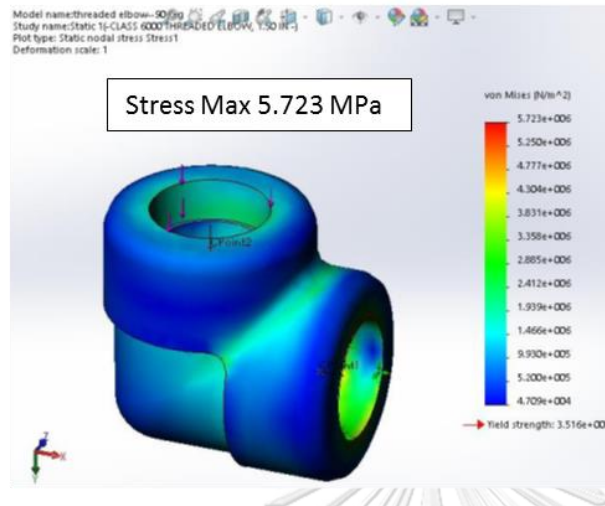 Model name:threaded elbow--90
Study name:Static 1(-CLASS 6000 THREADED ELBOW, 1.50 IN-)
Plot type: Static nodal stress Stress1
Deformation scale: 1
Stress Max 5.723 MPa
von Mises (N/m^2)
5.723e+006
5.250e+006
4.777e+006
4.304e+006
3.831e+006
3.358e+006
2.885e+006
2.412e+006
1.939e+006
1.466e+006
9.930e+005
5.200e+005
4.709e+004
Yield strength: 3.516e+00
Point2
Z
X
Y